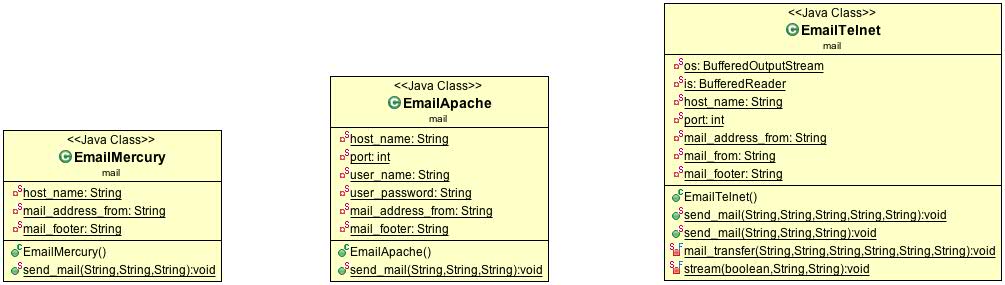 <<Java Class>>
EmailMercury
mail
host_name: String
mail_address_from: String
mail_footer: String
EmailMercury()
send_mail(String,String,String):void
<<Java Class>>
EmailApache
mail
host_name: String
port: int
user_name: String
user_password: String
mail_address_from: String
mail_footer: String
EmailApache()
send_mail(String,String,String):void
<<Java Class>>
EmailTelnet
mail
os: BufferedOutputStream
is: BufferedReader
host_name: String
port: int
mail_address_from: String
mail_from: String
mail_footer: String
EmailTelnet()
send_mail(String,String,String,String,String):void
send_mail(String,String,String):void
mail_transfer(String,String,String,String,String,String):void
stream(boolean,String,String):void